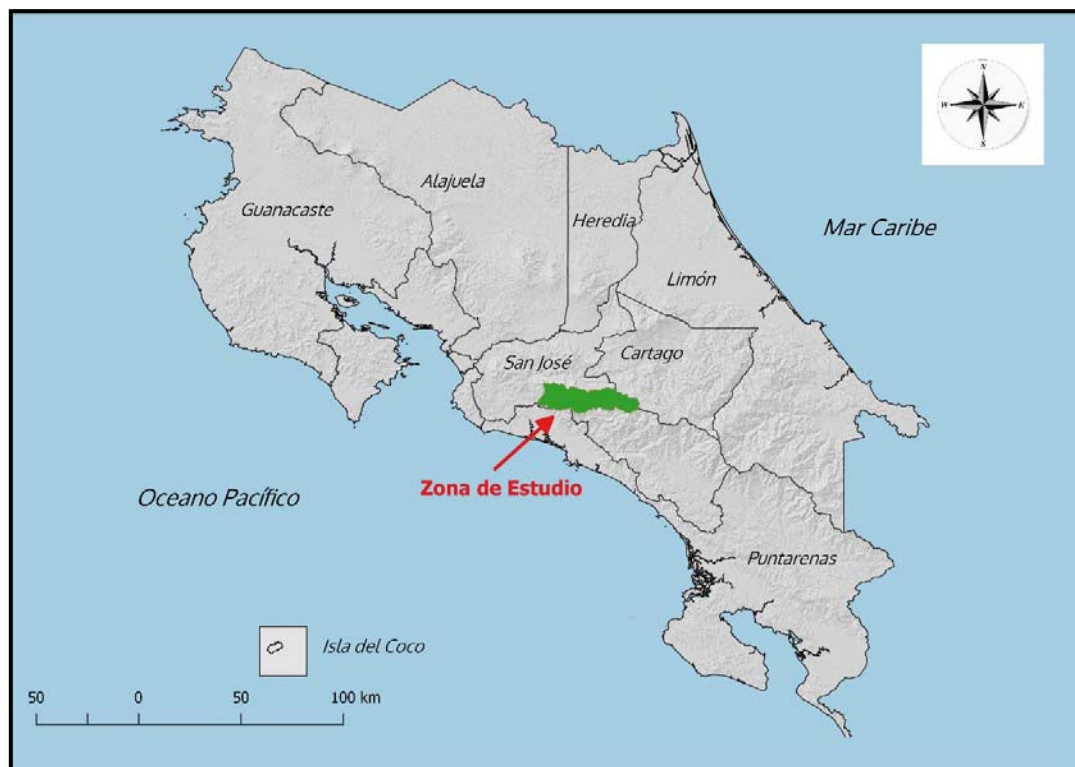 N
W
E
S
Alajuela
Guanacaste
Heredia
Mar Caribe
Limón
San José
Cartago
Zona de Estudio
Oceano Pacífico
Puntarenas
Isla del Coco
50 0 50 100 km